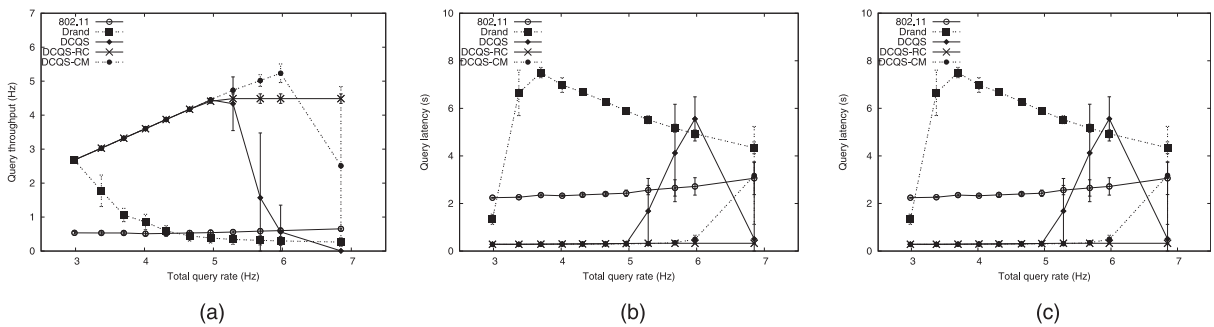 7
6
5
4
3
2
1
0
Query throughput (Hz)
802.11
Drand
DCQS
DCQS-RC
DCQS-CM
3 4 5 6 7
Total query rate (Hz)
(a)
10
8
6
4
2
0
Query latency (s)
802.11
Drand
DCQS
DCQS-RC
DCQS-CM
3 4 5 6 7
Total query rate (Hz)
(b)
10
8
6
4
2
0
Query latency (s)
802.11
Drand
DCQS
DCQS-RC
DCQS-CM
3 4 5 6 7
Total query rate (Hz)
(c)